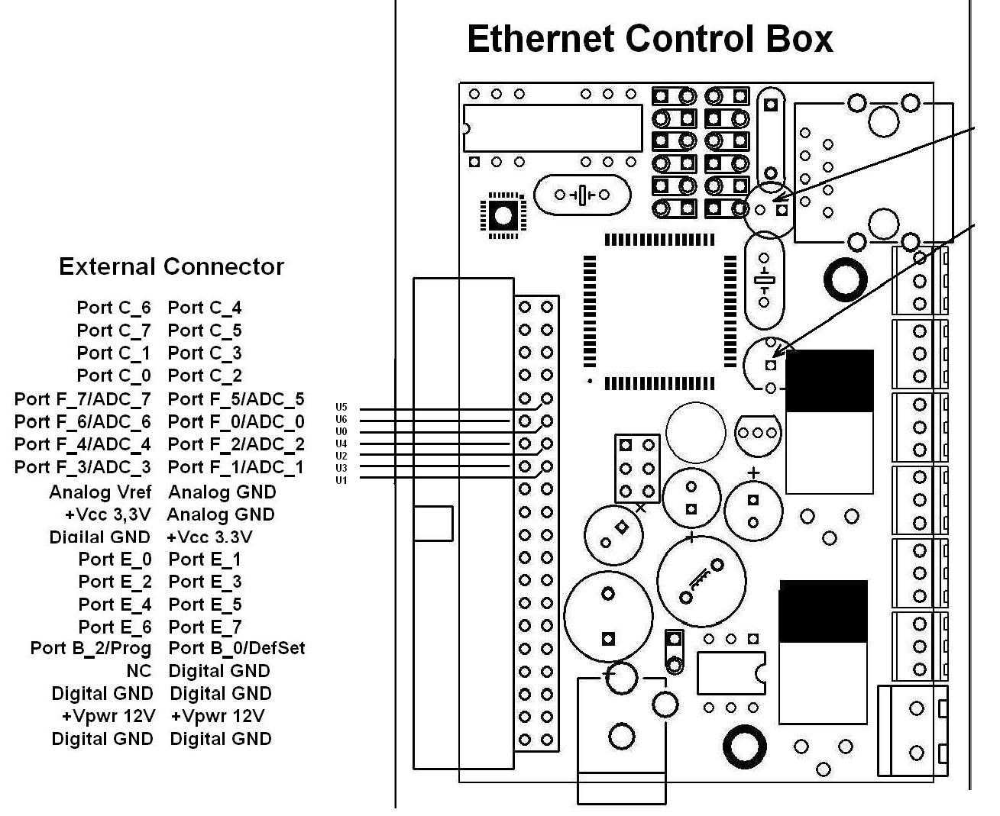 Ethernet Control Box
External Connector
Port C_6 Port C_4
Port C_7 Port C_5
Port C_1 Port C_3
Port C_0 Port C_2
Port F_7/ADC_7 Port F_5/ADC_5
Port F_6/ADC_6 Port F_0/ADC_0
Port F_4/ADC_4 Port F_2/ADC_2
Port F_3/ADC_3 Port F_1/ADC_1
Analog Vref Analog GND
+Vcc 3,3V Analog GND
Digilal GND +Vcc 3.3V
Port E_0 Port E_1
Port E_2 Port E_3
Port E_4 Port E_5
Port E_6 Port E_7
Port B_2/Prog Port B_0/DefSet
NC Digital GND
Digital GND Digital GND
+Vpwr 12V +Vpwr 12V
Digital GND Digital GND
U5
U6
U0
U4
U2
U3
U1